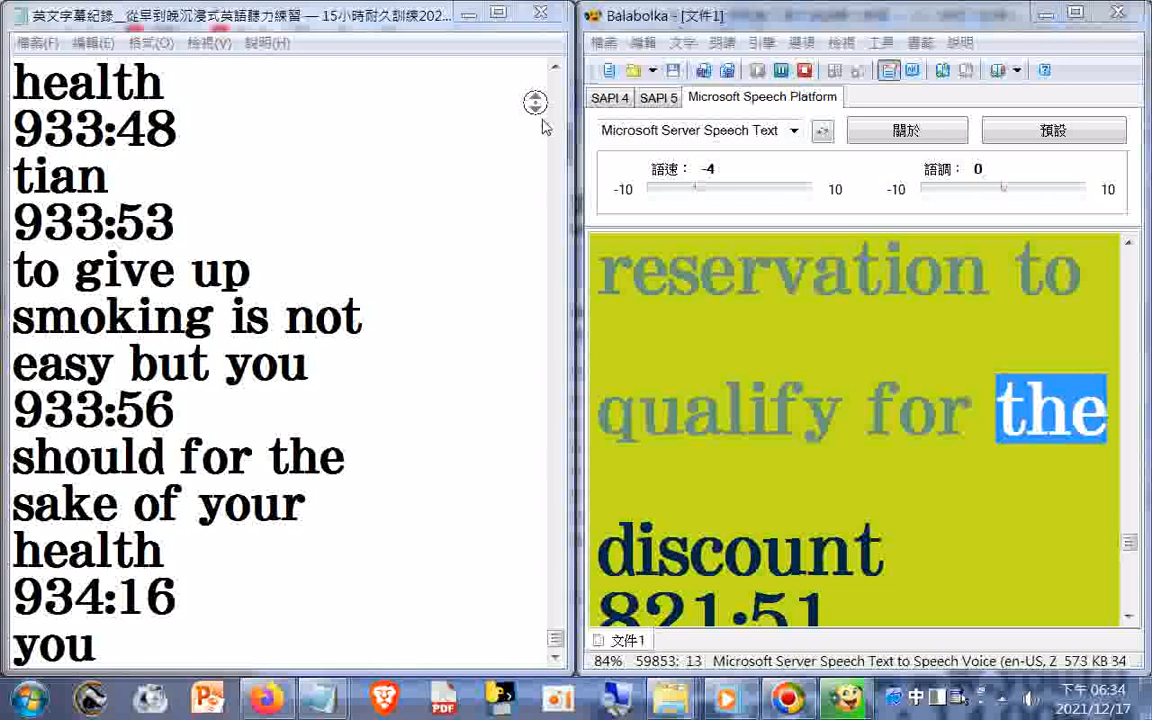 英文字幕紀錄__從早到晚沉浸式英語聽力練習 — 15小時耐久訓練202...
檔案(F) 編輯(E) 格式(O) 檢視(V) 說明(H)
health
933:48
tian
933:53
to give up
smoking is not
easy but you
933:56
should for the
sake of your
health
934:16
you
Balabolka - [文件1]
檔案 編輯 文字 朗讀 引擎 選項 檢視 工具 書籤 說明
SAPI 4 SAPI 5 Microsoft Speech Platform
Microsoft Server Speech Text 關於 預設
語速: -4 語調: 0
-10 10 -10 10
reservation to
qualify for the
discount
821:51
文件1
84% 59853: 13 Microsoft Server Speech Text to Speech Voice (en-US, Z 573 KB 34
PDF
中
下午 06:34
2021/12/17